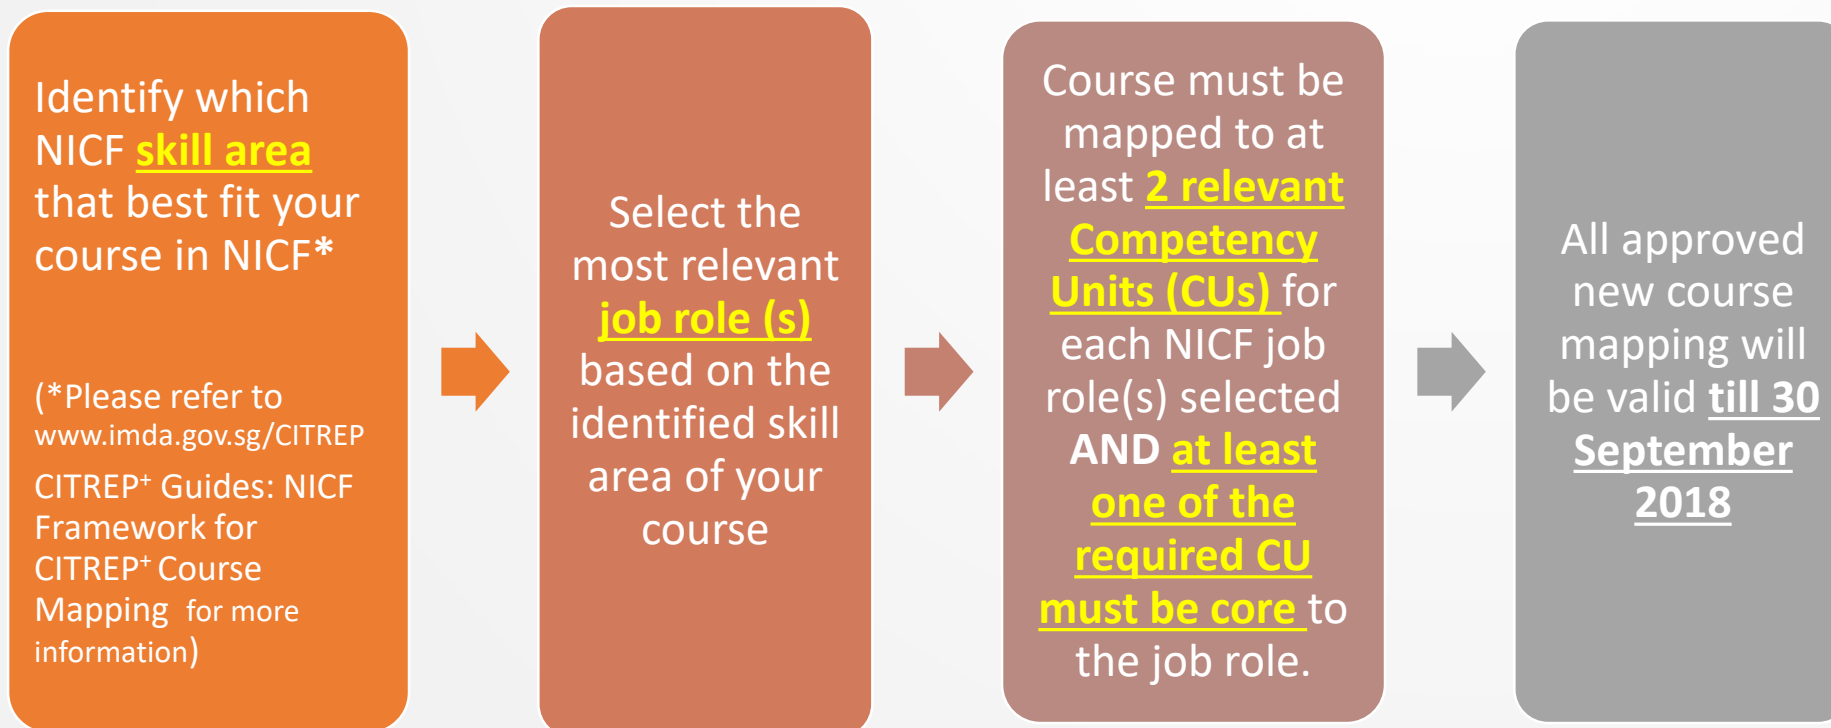 Identify which
NICF skill area
that best fit your
course in NICF*
(*Please refer to
www.imda.gov.sg/CITREP
CITREP+ Guides: NICF
Framework for
CITREP+ Course
Mapping for more
information)
Select the
most relevant
job role (s)
based on the
identified skill
area of your
course
Course must be
mapped to at
least 2 relevant
Competency
Units (CUs) for
each NICF job
role(s) selected
AND at least
one of the
required CU
must be core to
the job role.
All approved
new course
mapping will
be valid till 30
September
2018